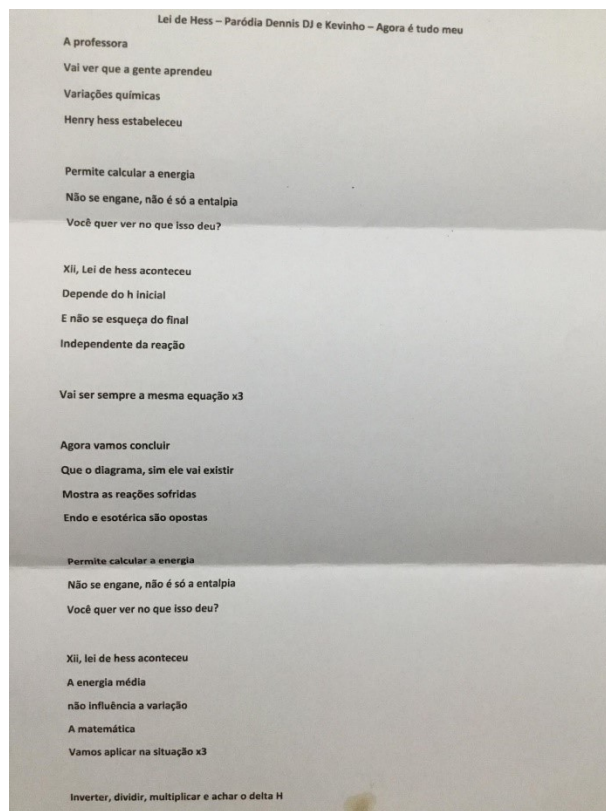 Lei de Hess – Paródia Dennis DJ e Kevinho – Agora é tudo meu
A professora
Vai ver que a gente aprendeu
Variações químicas
Henry hess estabeleceu
Permite calcular a energia
Não se engane, não é só a entalpia
Você quer ver no que isso deu?
Xii, Lei de hess aconteceu
Depende do h inicial
E não se esqueça do final
Independente da reação
Vai ser sempre a mesma equação x3
Agora vamos concluir
Que o diagrama, sim ele vai existir
Mostra as reações sofridas
Endo e esotérica são opostas
Permite calcular a energia
Não se engane, não é só a entalpia
Você quer ver no que isso deu?
Xii, lei de hess aconteceu
A energia média
não influência a variação
A matemática
Vamos aplicar na situação x3
Inverter, dividir, multiplicar e achar o delta H